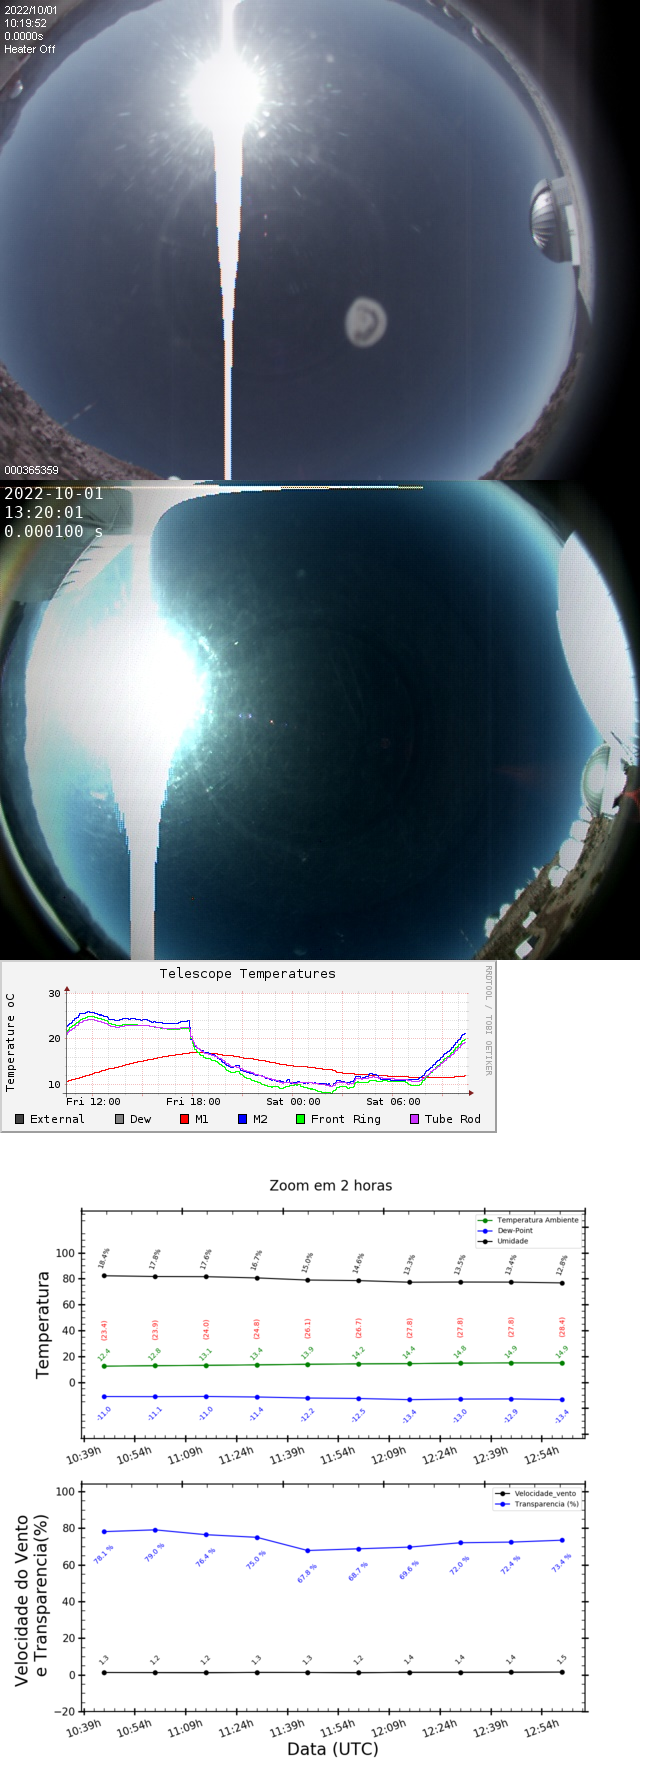 2022/10/01
10:19:52
0.0000s
Heater Off
000365359
2022-10-01
13:20:01
0.000100 s
Telescope Temperatures
RRDTOOL / TOBI OETIKER
Temperature oC
30
20
10
Fri 12:00 Fri 18:00 Sat 00:00 Sat 06:00
External Dew M1 M2 Front Ring Tube Rod
Zoom em 2 horas
Temperatura Ambiente
Dew-Point
Umidade
Temperatura
100
80
60
40
20
0
18.4% 17.8% 17.6% 16.7% 15.0% 14.6% 13.3% 13.5% 13.4% 12.8%
(23.4) (23.9) (24.0) (24.8) (26.1) (26.7) (27.8) (27.8) (27.8) (28.4)
12.4 12.8 13.1 13.4 13.9 14.2 14.4 14.8 14.9 14.9
-11.0 -11.1 -11.0 -11.4 -12.2 -12.5 -13.4 -13.0 -12.9 -13.4
10:39h 10:54h 11:09h 11:24h 11:39h 11:54h 12:09h 12:24h 12:39h 12:54h
Velocidade_vento
Transparencia (%)
Velocidade do Vento
e Transparencia(%)
100
80
60
40
20
0
−20
78.1 % 79.0 % 76.4 % 75.0 % 67.8 % 68.7 % 69.6 % 72.0 % 72.4 % 73.4 %
1.3 1.2 1.2 1.3 1.3 1.2 1.4 1.4 1.4 1.5
10:39h 10:54h 11:09h 11:24h 11:39h 11:54h 12:09h 12:24h 12:39h 12:54h
Data (UTC)